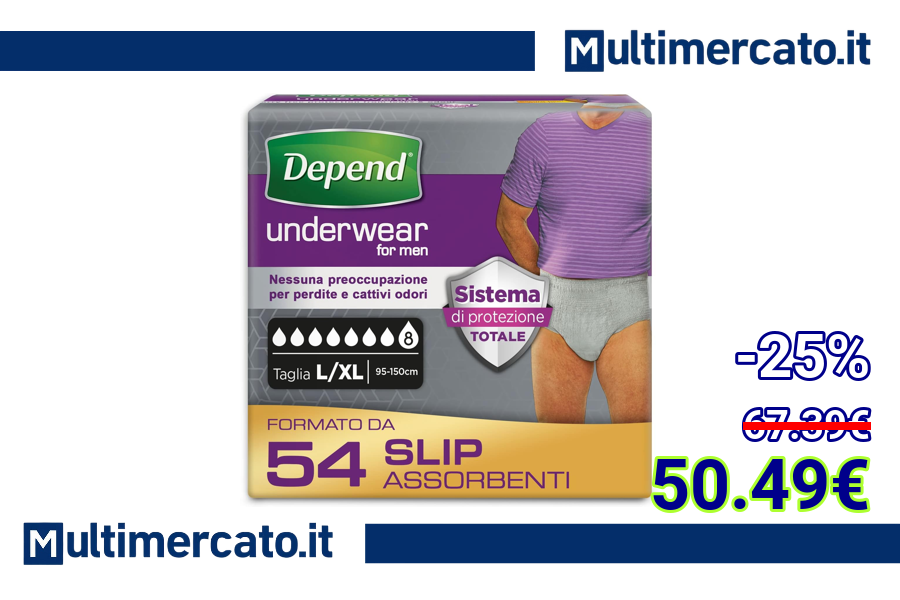 Multimercato.it
Depend®
underwear
for men
Nessuna preoccupazione
per perdite e cattivi odori
8
Taglia L/XL 95-150cm
Sistema
di protezione
TOTALE
FORMATO DA
54 SLIP
ASSORBENTI
-25%
67.39€
50.49€
Multimercato.it